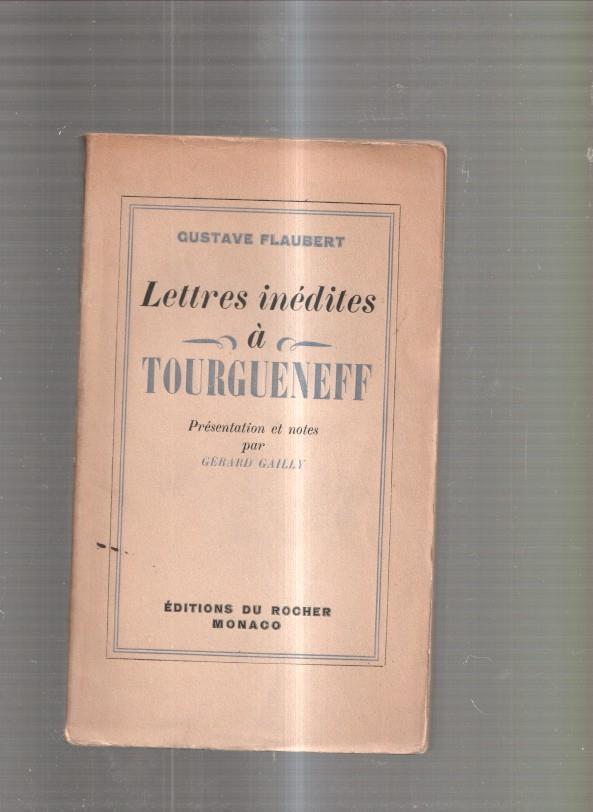 GUSTAVE FLAUBERT
Lettres inédites
à
TOURGUENEFF
Présentation et notes
par
GÉRARD GAILLY
ÉDITIONS DU ROCHER
MONACO